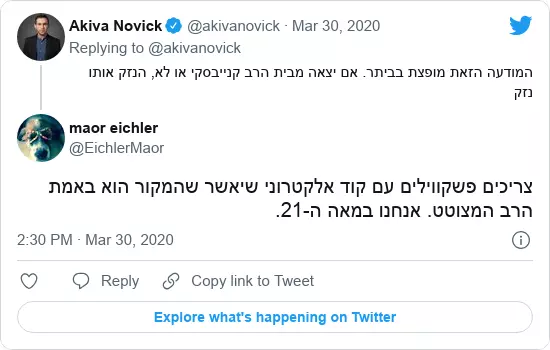 Akiva Novick @akivanovick · Mar 30, 2020
Replying to @akivanovick
המודעה הזאת מופצת בביתר. אם יצאה מבית הרב קנייבסקי או לא, הנזק אותו
נזק
maor eichler
@EichlerMaor
צריכים פשקווילים עם קוד אלקטרוני שיאשר שהמקור הוא באמת
הרב המצוטט. אנחנו במאה ה-21.
2:30 PM · Mar 30, 2020
Reply Copy link to Tweet
Explore what's happening on Twitter